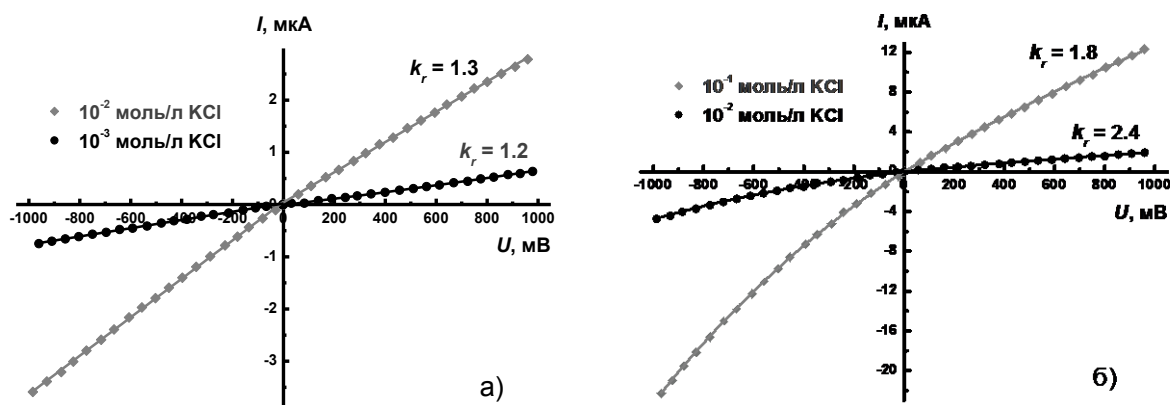 I, мкА
k_r = 1.3
10⁻² моль/л KCl
10⁻³ моль/л KCl
k_r = 1.2
2
1
0
-1
-2
-3
-1000 -800 -600 -400 -200 0 200 400 600 800 1000
U, мВ
а)
I, мкА
k_r = 1.8
10⁻¹ моль/л KCl
10⁻² моль/л KCl
k_r = 2.4
12
8
4
0
-4
-8
-12
-16
-20
-1000 -800 -600 -400 -200 0 200 400 600 800 1000
U, мВ
б)